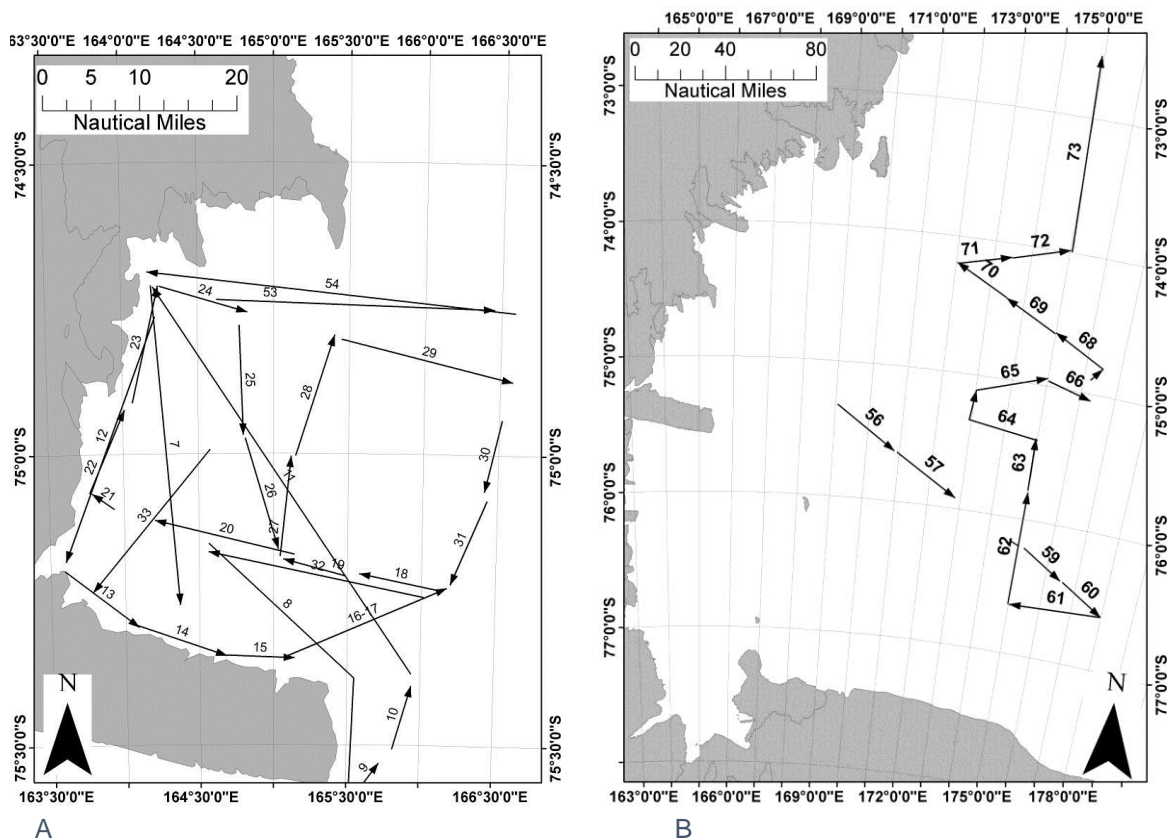 63°30'0"E 164°0'0"E 164°30'0"E 165°0'0"E 165°30'0"E 166°0'0"E 166°30'0"E
0 5 10 20
Nautical Miles
74°30'0"S
75°0'0"S
75°30'0"S
74°30'0"S
75°0'0"S
75°30'0"S
54
53
24
23
25
29
28
12
7
22
21
33
26
27
11
30
31
20
19
18
32
13
8
16-17
14
15
10
9
N
163°30'0"E 164°30'0"E 165°30'0"E 166°30'0"E
A
165°0'0"E 167°0'0"E 169°0'0"E 171°0'0"E 173°0'0"E 175°0'0"E
0 20 40 80
Nautical Miles
73°0'0"S
74°0'0"S
75°0'0"S
76°0'0"S
77°0'0"S
73°0'0"S
74°0'0"S
75°0'0"S
76°0'0"S
77°0'0"S
73
72
71
70
69
68
65
66
64
63
56
57
62
59
60
61
N
163°0'0"E 166°0'0"E 169°0'0"E 172°0'0"E 175°0'0"E 178°0'0"E
B